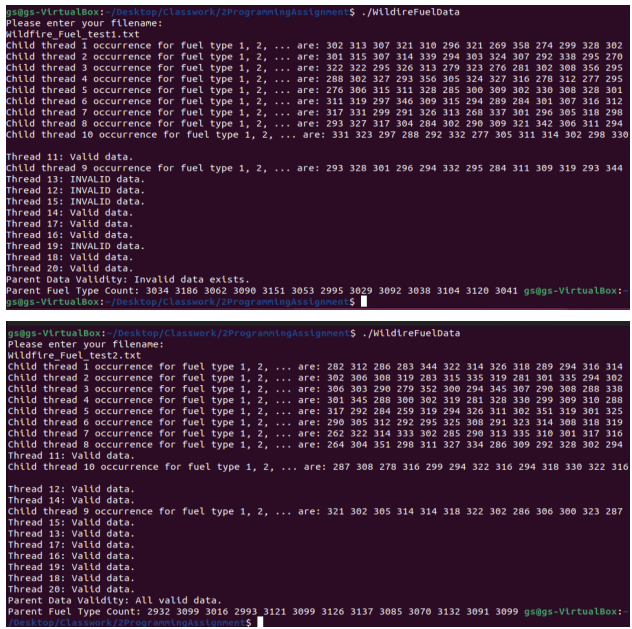 gs@gs-VirtualBox:~/Desktop/Classwork/2ProgrammingAssignment$ ./WildireFuelData
Please enter your filename:
Wildfire_Fuel_test1.txt
Child thread 1 occurrence for fuel type 1, 2, ... are: 302 313 307 321 310 296 321 269 358 274 299 328 302
Child thread 2 occurrence for fuel type 1, 2, ... are: 301 315 307 314 339 294 303 324 307 292 338 295 270
Child thread 3 occurrence for fuel type 1, 2, ... are: 322 322 295 326 313 279 323 276 281 302 308 356 295
Child thread 4 occurrence for fuel type 1, 2, ... are: 288 302 327 293 356 305 324 327 316 278 312 277 295
Child thread 5 occurrence for fuel type 1, 2, ... are: 276 306 315 311 328 285 300 309 302 330 308 328 301
Child thread 6 occurrence for fuel type 1, 2, ... are: 311 319 297 346 309 315 294 289 284 301 307 316 312
Child thread 7 occurrence for fuel type 1, 2, ... are: 317 331 299 291 326 313 268 337 301 296 305 318 298
Child thread 8 occurrence for fuel type 1, 2, ... are: 293 327 317 304 284 302 290 309 321 342 306 311 294
Child thread 10 occurrence for fuel type 1, 2, ... are: 331 323 297 288 292 332 277 305 311 314 302 298 330
Thread 11: Valid data.
Child thread 9 occurrence for fuel type 1, 2, ... are: 293 328 301 296 294 332 295 284 311 309 319 293 344
Thread 13: INVALID data.
Thread 12: INVALID data.
Thread 15: INVALID data.
Thread 14: Valid data.
Thread 17: Valid data.
Thread 16: Valid data.
Thread 19: INVALID data.
Thread 18: Valid data.
Thread 20: Valid data.
Parent Data Validity: Invalid data exists.
Parent Fuel Type Count: 3034 3186 3062 3090 3151 3053 2995 3029 3092 3038 3104 3120 3041 gs@gs-VirtualBox:~
gs@gs-VirtualBox:~/Desktop/Classwork/2ProgrammingAssignment$
gs@gs-VirtualBox:~/Desktop/Classwork/2ProgrammingAssignment$ ./WildireFuelData
Please enter your filename:
Wildfire_Fuel_test2.txt
Child thread 1 occurrence for fuel type 1, 2, ... are: 282 312 286 283 344 322 314 326 318 289 294 316 314
Child thread 2 occurrence for fuel type 1, 2, ... are: 302 306 308 319 283 315 335 319 281 301 335 294 302
Child thread 3 occurrence for fuel type 1, 2, ... are: 306 303 290 279 352 300 294 345 307 290 308 288 338
Child thread 4 occurrence for fuel type 1, 2, ... are: 301 345 288 300 302 319 281 328 330 299 309 310 288
Child thread 5 occurrence for fuel type 1, 2, ... are: 317 292 284 259 319 294 326 311 302 351 319 301 325
Child thread 6 occurrence for fuel type 1, 2, ... are: 290 305 312 292 295 325 308 291 323 314 308 318 319
Child thread 7 occurrence for fuel type 1, 2, ... are: 262 322 314 333 302 285 290 313 335 310 301 317 316
Child thread 8 occurrence for fuel type 1, 2, ... are: 264 304 351 298 311 327 334 286 309 292 328 302 294
Thread 11: Valid data.
Child thread 10 occurrence for fuel type 1, 2, ... are: 287 308 278 316 299 294 322 316 294 318 330 322 316
Thread 12: Valid data.
Thread 14: Valid data.
Child thread 9 occurrence for fuel type 1, 2, ... are: 321 302 305 314 314 318 322 302 286 306 300 323 287
Thread 15: Valid data.
Thread 13: Valid data.
Thread 17: Valid data.
Thread 16: Valid data.
Thread 19: Valid data.
Thread 18: Valid data.
Thread 20: Valid data.
Parent Data Validity: All valid data.
Parent Fuel Type Count: 2932 3099 3016 2993 3121 3099 3126 3137 3085 3070 3132 3091 3099 gs@gs-VirtualBox:~
/Desktop/Classwork/2ProgrammingAssignment$